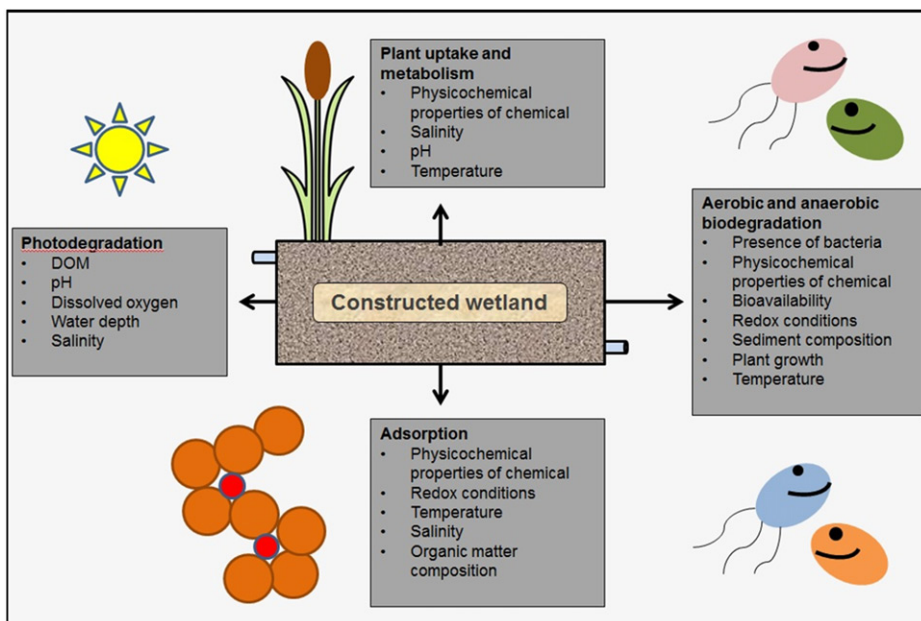 Plant uptake and
metabolism
• Physicochemical
properties of chemical
• Salinity
• pH
• Temperature
Photodegradation
• DOM
• pH
• Dissolved oxygen
• Water depth
• Salinity
Constructed wetland
Aerobic and anaerobic
biodegradation
• Presence of bacteria
• Physicochemical
properties of chemical
• Bioavailability
• Redox conditions
• Sediment composition
• Plant growth
• Temperature
Adsorption
• Physicochemical
properties of chemical
• Redox conditions
• Temperature
• Salinity
• Organic matter
composition